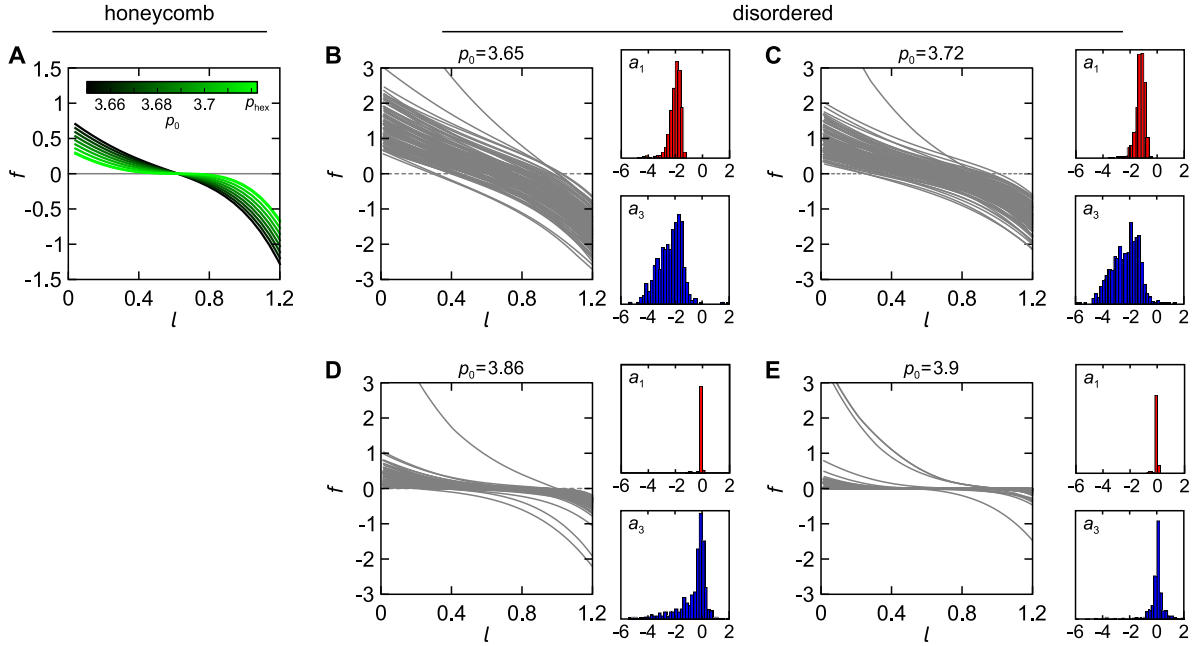 honeycomb
disordered
A
1.5
1
0.5
0
-0.5
-1
-1.5
f
3.66 3.68 3.7 p_hex
p_0
0 0.4 0.8 1.2
l
B
p_0=3.65
3
2
1
0
-1
-2
-3
f
0 0.4 0.8 1.2
l
a_1
-6 -4 -2 0 2
a_3
-6 -4 -2 0 2
C
p_0=3.72
3
2
1
0
-1
-2
-3
f
0 0.4 0.8 1.2
l
a_1
-6 -4 -2 0 2
a_3
-6 -4 -2 0 2
D
p_0=3.86
3
2
1
0
-1
-2
-3
f
0 0.4 0.8 1.2
l
a_1
-6 -4 -2 0 2
a_3
-6 -4 -2 0 2
E
p_0=3.9
3
2
1
0
-1
-2
-3
f
0 0.4 0.8 1.2
l
a_1
-6 -4 -2 0 2
a_3
-6 -4 -2 0 2